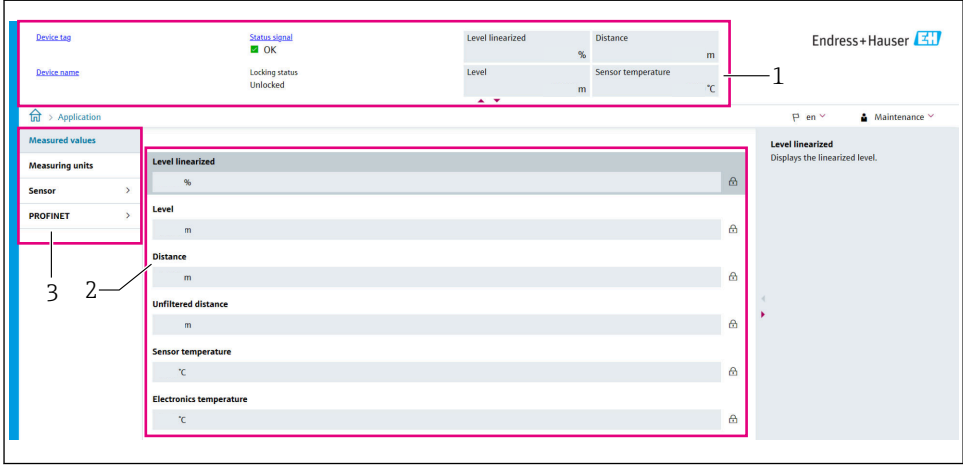 Device tag
Status signal
OK
Level linearized
%
Distance
m
Endress+Hauser EH
Device name
Locking status
Unlocked
Level
m
Sensor temperature
°C
1
> Application
en
Maintenance
Measured values
Measuring units
Sensor >
PROFINET >
3
2
Level linearized
%
Level
m
Distance
m
Unfiltered distance
m
Sensor temperature
°C
Electronics temperature
°C
Level linearized
Displays the linearized level.